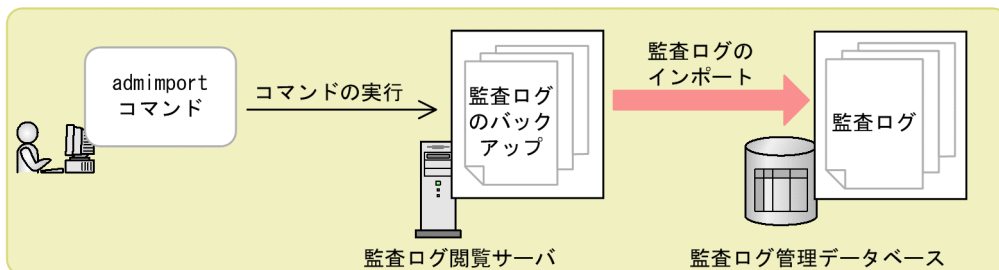 admimport
コマンド
コマンドの実行
監査ログ
のバック
アップ
監査ログの
インポート
監査ログ
監査ログ閲覧サーバ
監査ログ管理データベース